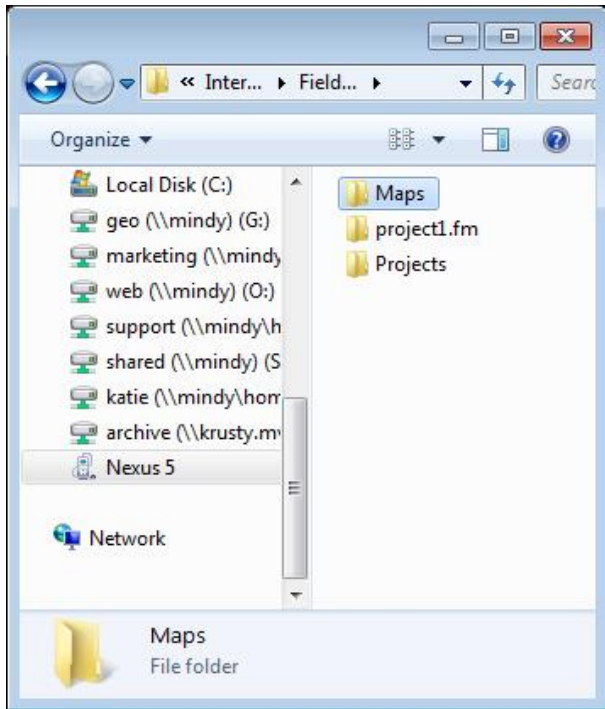 « Inter... Field... Searc
Organize
Local Disk (C:)
geo (\\mindy) (G:)
marketing (\\mindy
web (\\mindy) (O:)
support (\\mindy\h
shared (\\mindy) (S
katie (\\mindy\hom
archive (\\krusty.m
Nexus 5
Network
Maps
project1.fm
Projects
Maps
File folder